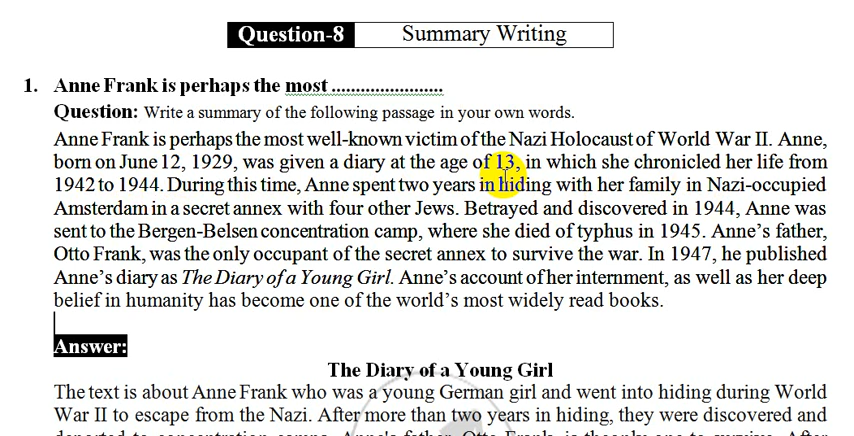 Question-8 Summary Writing
1. Anne Frank is perhaps the most .......................
Question: Write a summary of the following passage in your own words.
Anne Frank is perhaps the most well-known victim of the Nazi Holocaust of World War II. Anne,
born on June 12, 1929, was given a diary at the age of 13, in which she chronicled her life from
1942 to 1944. During this time, Anne spent two years in hiding with her family in Nazi-occupied
Amsterdam in a secret annex with four other Jews. Betrayed and discovered in 1944, Anne was
sent to the Bergen-Belsen concentration camp, where she died of typhus in 1945. Anne's father,
Otto Frank, was the only occupant of the secret annex to survive the war. In 1947, he published
Anne's diary as The Diary of a Young Girl. Anne's account of her internment, as well as her deep
belief in humanity has become one of the world's most widely read books.
Answer:
The Diary of a Young Girl
The text is about Anne Frank who was a young German girl and went into hiding during World
War II to escape from the Nazi. After more than two years in hiding, they were discovered and